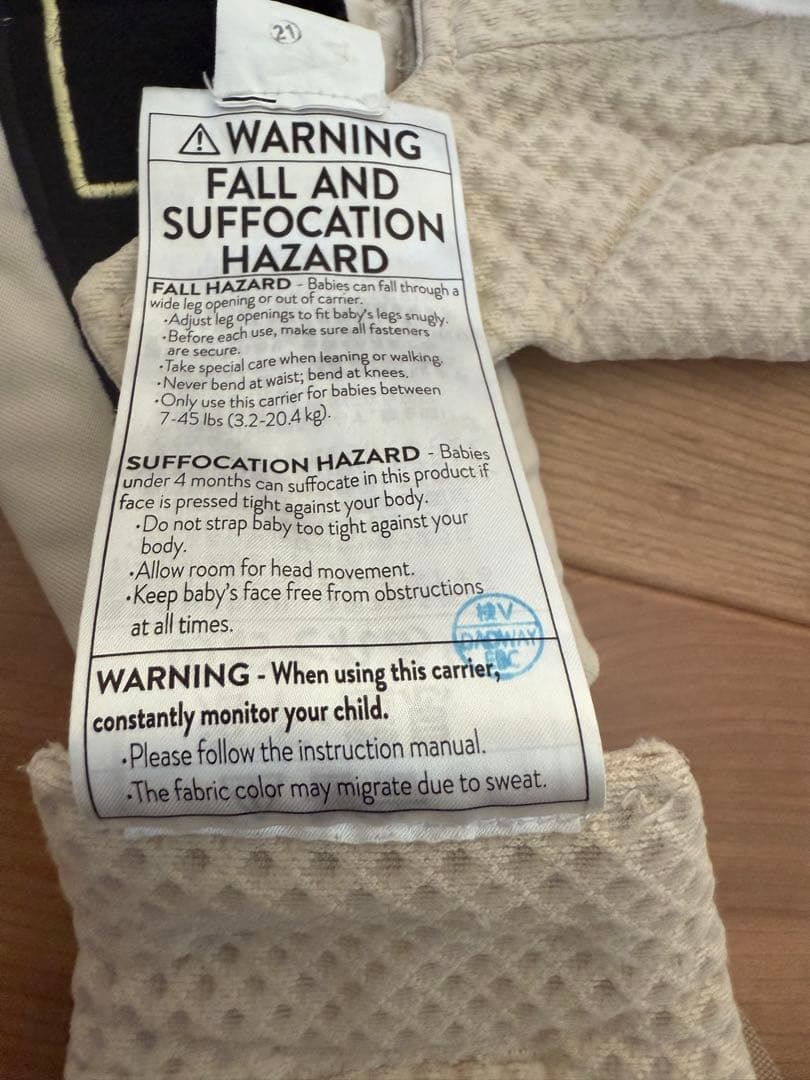 21
WARNING
FALL AND
SUFFOCATION
HAZARD
FALL HAZARD - Babies can fall through a
wide leg opening or out of carrier.
·Adjust leg openings to fit baby's legs snugly.
·Before each use, make sure all fasteners
are secure.
·Take special care when leaning or walking.
·Never bend at waist; bend at knees.
·Only use this carrier for babies between
7-45 lbs (3.2-20.4 kg).
SUFFOCATION HAZARD - Babies
under 4 months can suffocate in this product if
face is pressed tight against your body.
·Do not strap baby too tight against your
body.
·Allow room for head movement.
·Keep baby's face free from obstructions
at all times.
DADWAY
WARNING - When using this carrier,
constantly monitor your child.
·Please follow the instruction manual.
·The fabric color may migrate due to sweat.